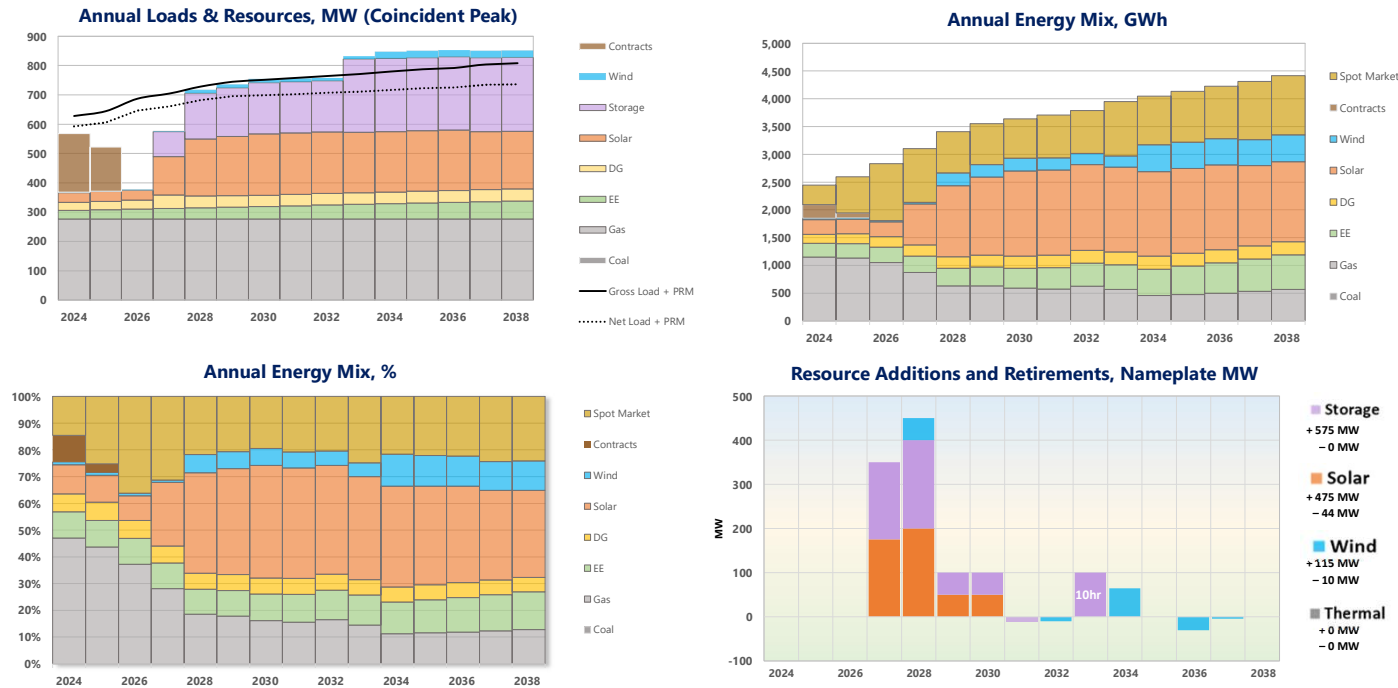 Annual Loads & Resources, MW (Coincident Peak)
900
800
700
600
500
400
300
200
100
0
2024
2026
2028
2030
2032
2034
2036
2038
Contracts
Wind
Storage
Solar
DG
EE
Gas
Coal
Gross Load + PRM
Net Load + PRM
Annual Energy Mix, GWh
5,000
4,500
4,000
3,500
3,000
2,500
2,000
1,500
1,000
500
0
2024
2026
2028
2030
2032
2034
2036
2038
Spot Market
Contracts
Wind
Solar
DG
EE
Gas
Coal
Annual Energy Mix, %
100%
90%
80%
70%
60%
50%
40%
30%
20%
10%
0%
2024
2026
2028
2030
2032
2034
2036
2038
Spot Market
Contracts
Wind
Solar
DG
EE
Gas
Coal
Resource Additions and Retirements, Nameplate MW
MW
500
400
300
200
100
0
-100
10hr
2024
2026
2028
2030
2032
2034
2036
2038
Storage
+ 575 MW
– 0 MW
Solar
+ 475 MW
– 44 MW
Wind
+ 115 MW
– 10 MW
Thermal
+ 0 MW
– 0 MW